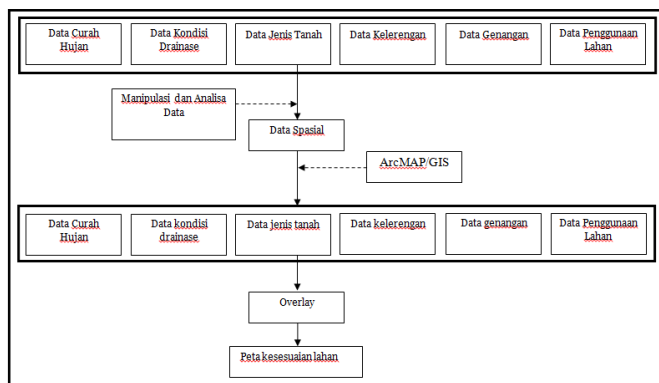 Data Curah
Hujan
Data Kondisi
Drainase
Data Jenis Tanah
Data Kelerengan
Data Genangan
Data Penggunaan
Lahan
Manipulasi dan Analisa
Data
Data Spasial
ArcMAP/GIS
Data Curah
Hujan
Data kondisi
drainase
Data jenis tanah
Data kelerengan
Data genangan
Data Penggunaan
Lahan
Overlay
Peta kesesuaian lahan